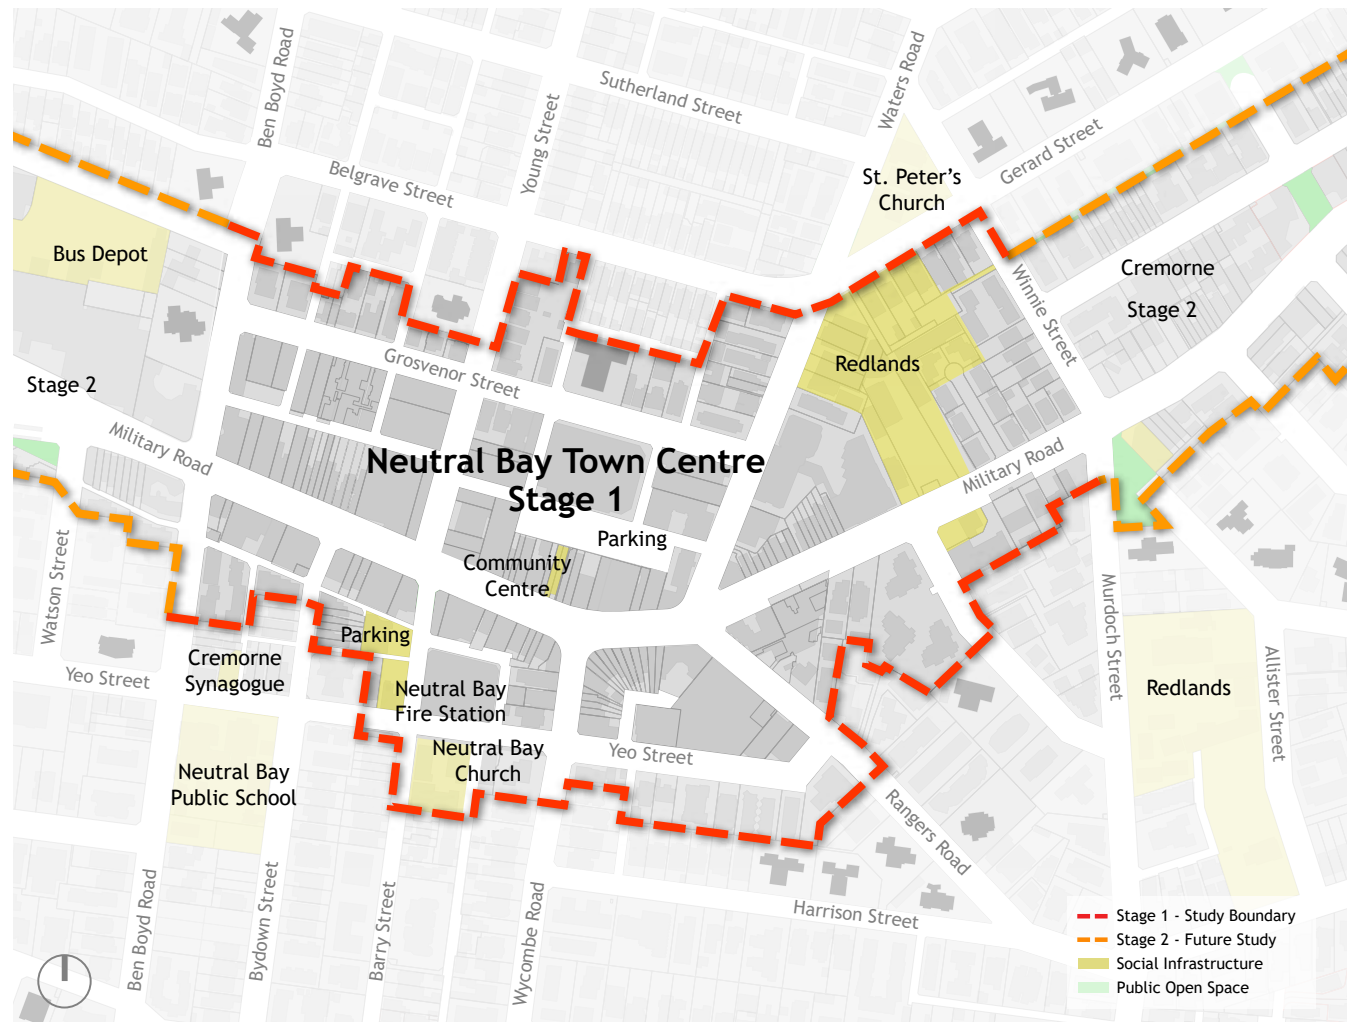 Ben Boyd Road
Young Street
Sutherland Street
Waters Road
Gerard Street
Belgrave Street
St. Peter's
Church
Bus Depot
Cremorne
Stage 2
Winnie Street
Grosvenor Street
Redlands
Stage 2
Military Road
Neutral Bay Town Centre
Stage 1
Military Road
Parking
Community
Centre
Watson Street
Murdoch Street
Parking
Cremorne
Synagogue
Yeo Street
Neutral Bay
Fire Station
Allister Street
Redlands
Neutral Bay
Church
Yeo Street
Neutral Bay
Public School
Rangers Road
Ben Boyd Road
Bydown Street
Barry Street
Wycombe Road
Harrison Street
Stage 1 - Study Boundary
Stage 2 - Future Study
Social Infrastructure
Public Open Space